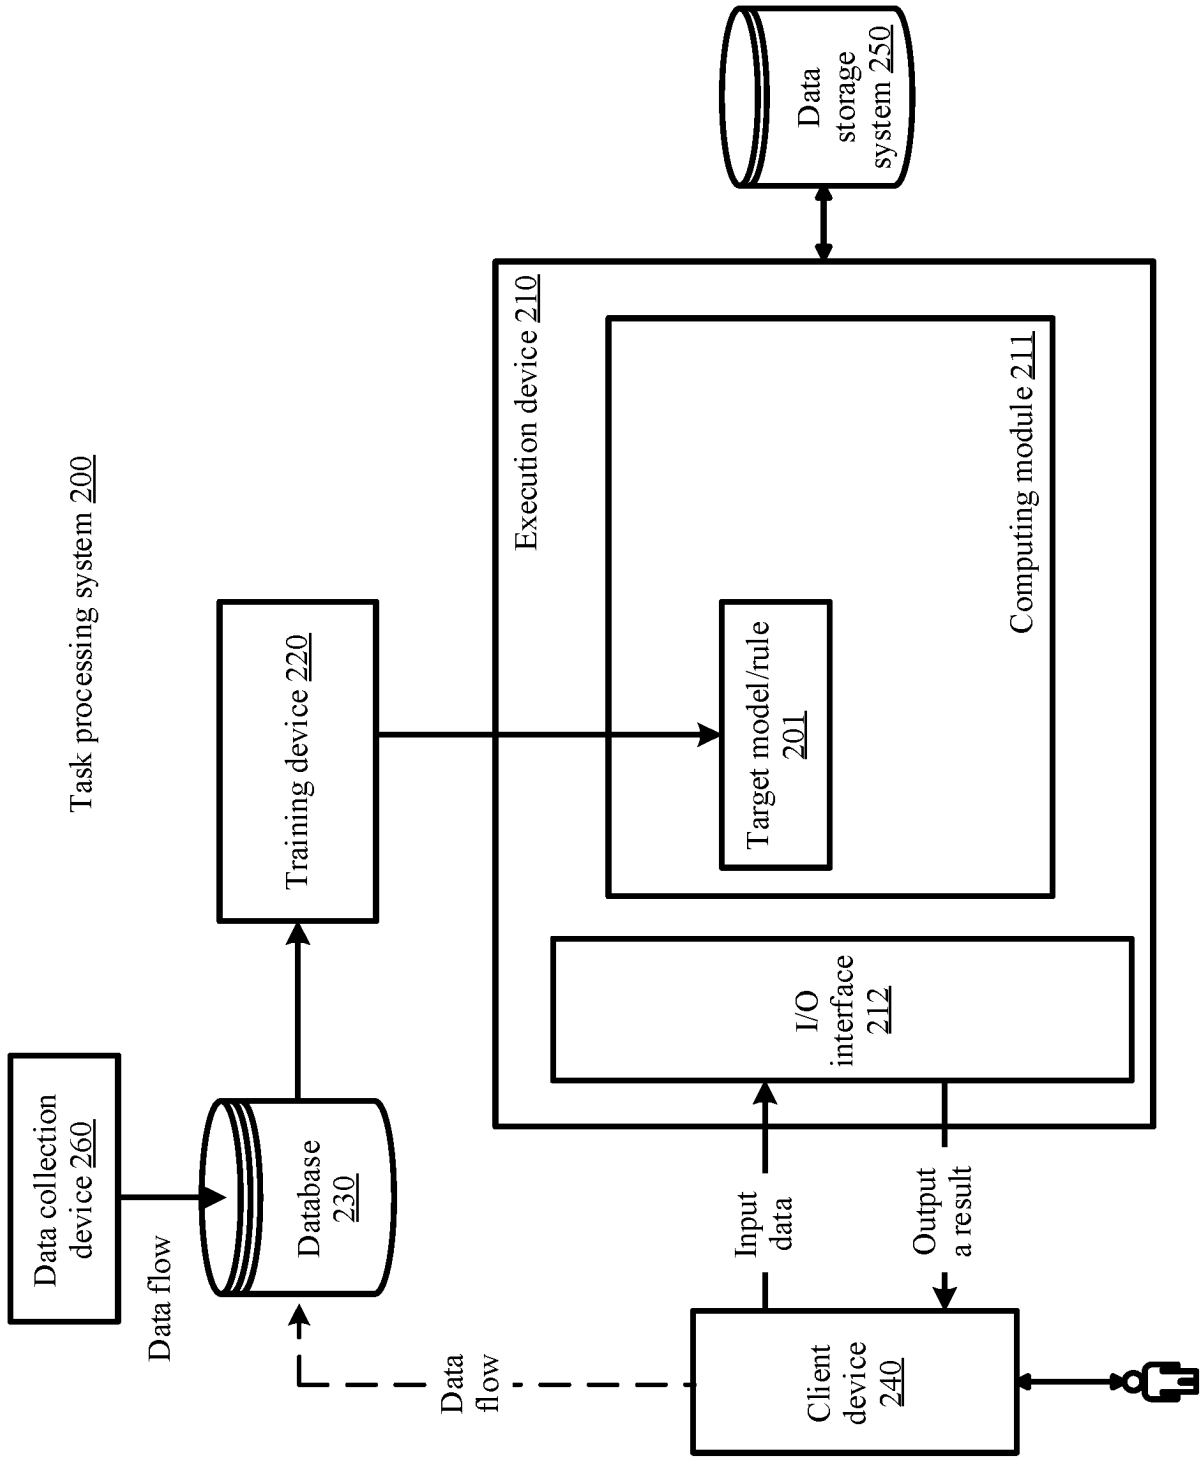 Task processing system 200
Data collection
device 260
Data flow
Database
230
Training device 220
Data
flow
Execution device 210
Client
device
240
Input
data
Output
a result
I/O
interface
212
Target model/rule
201
Computing module 211
Data
storage
system 250